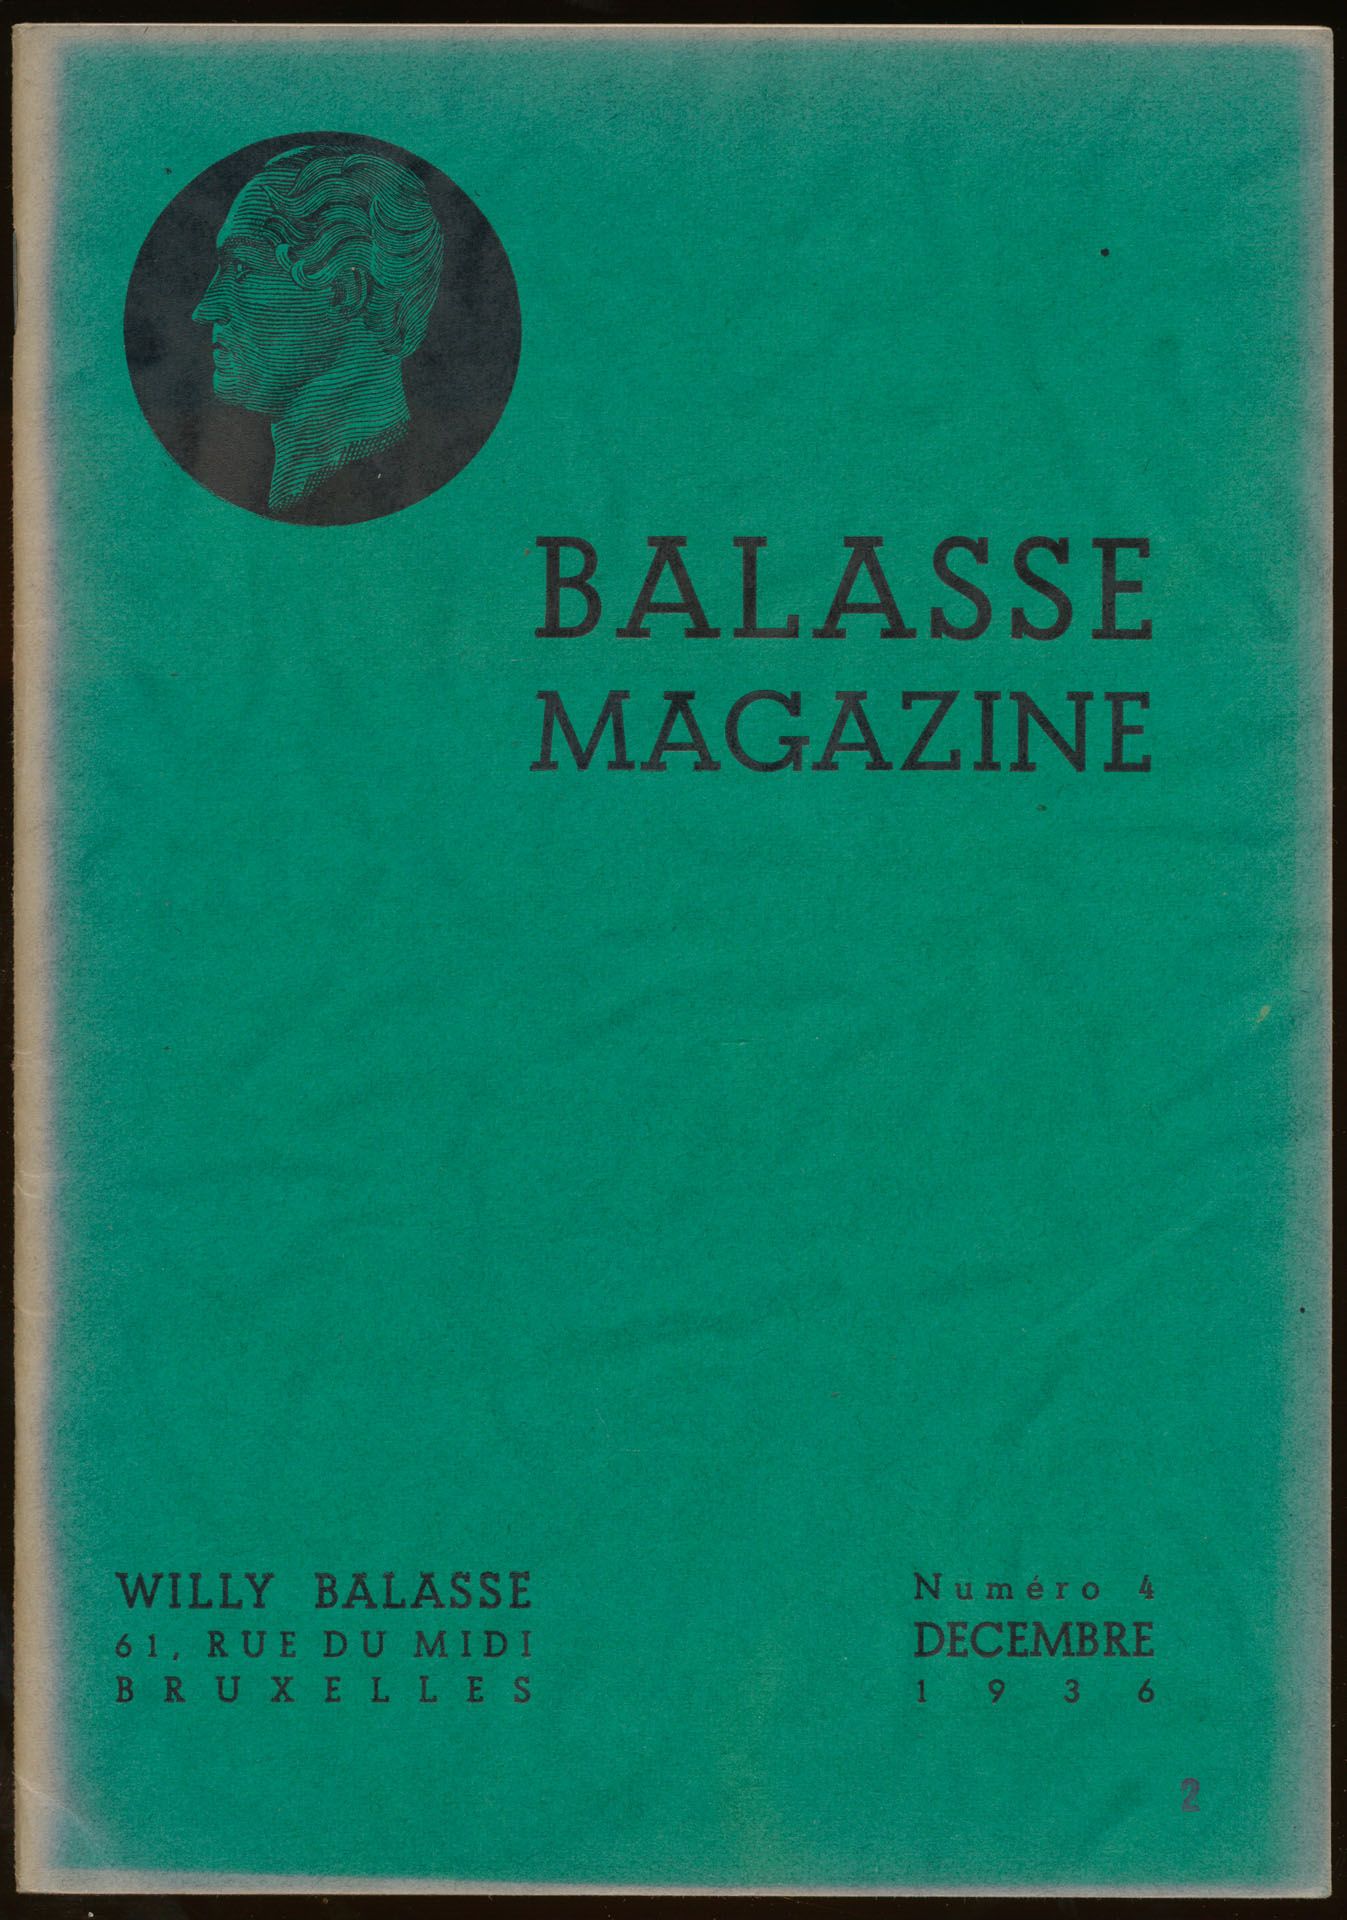 BALASSE
MAGAZINE
WILLY BALASSE
61, RUE DU MIDI
BRUXELLES
Numéro 4
DECEMBRE
1936
2